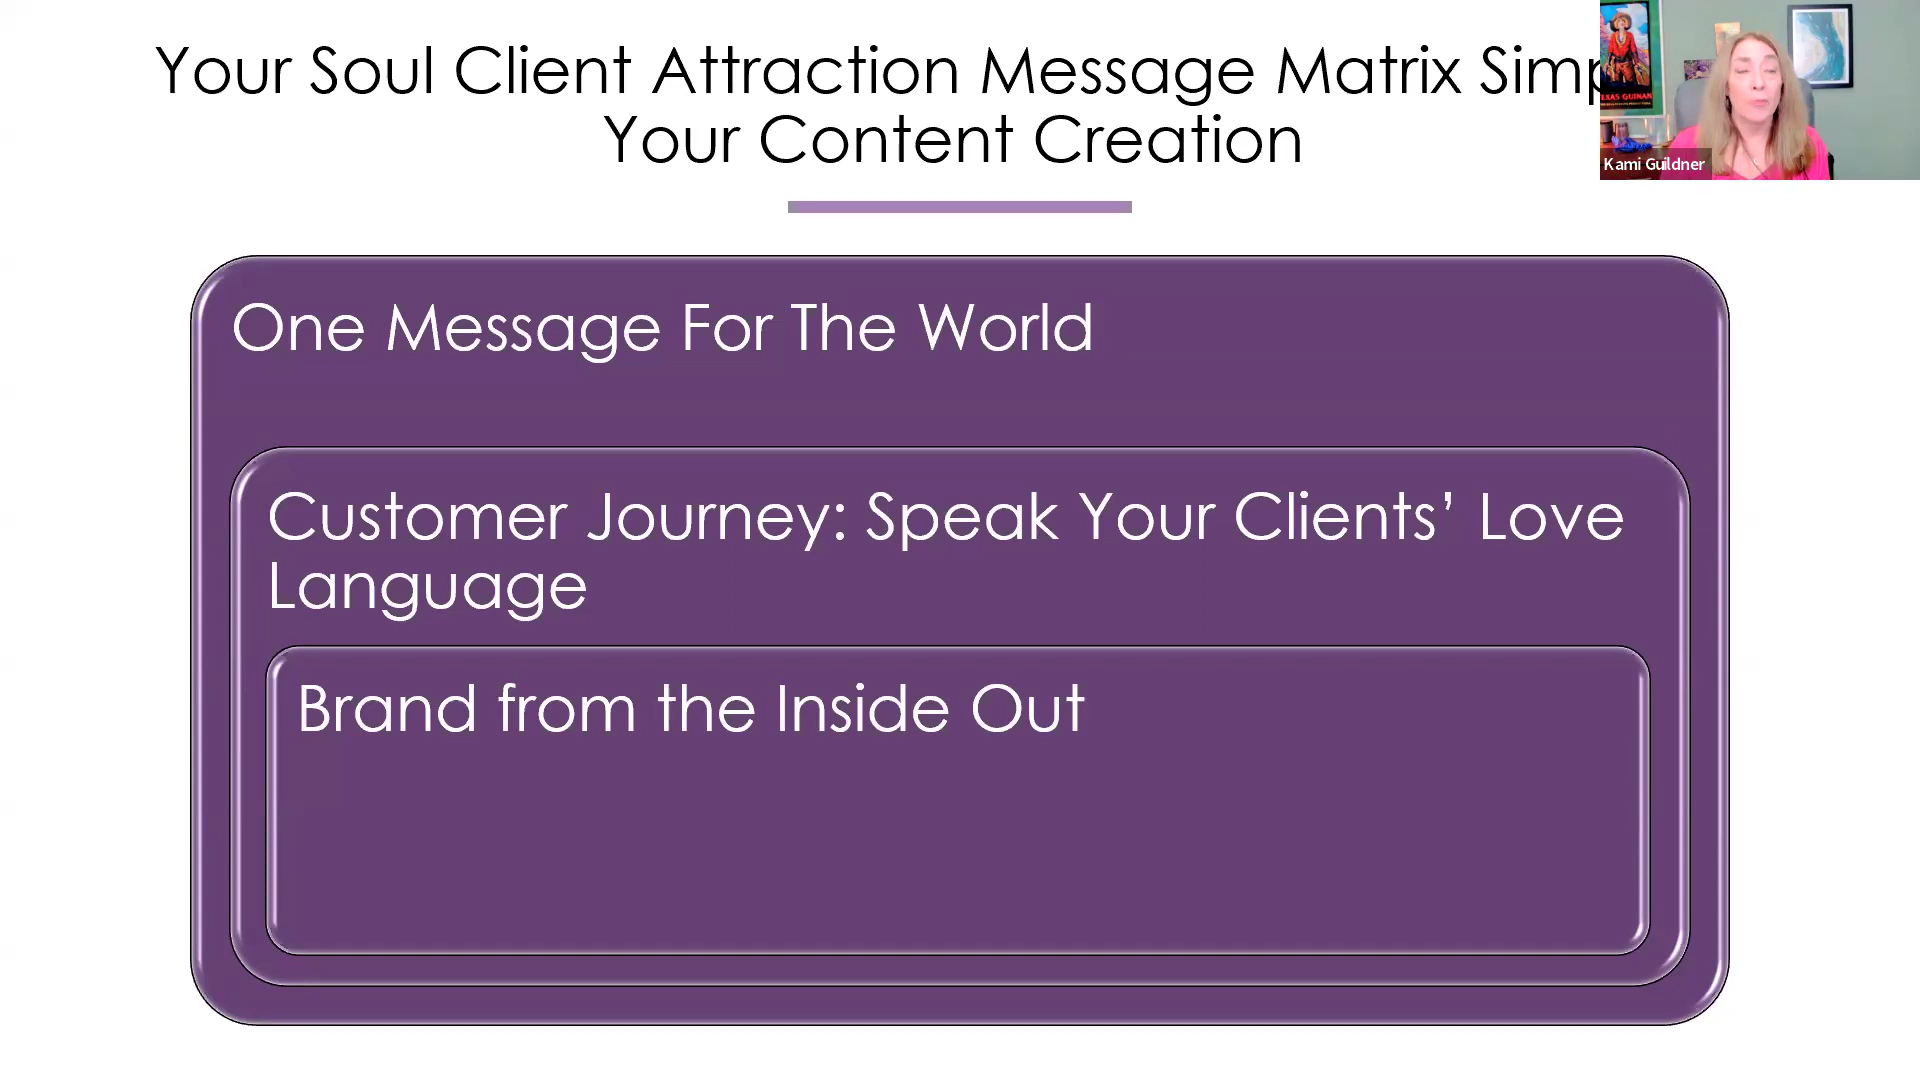 Your Soul Client Attraction Message Matrix Simp
Your Content Creation
Kami Guildner
One Message For The World
Customer Journey: Speak Your Clients’ Love
Language
Brand from the Inside Out